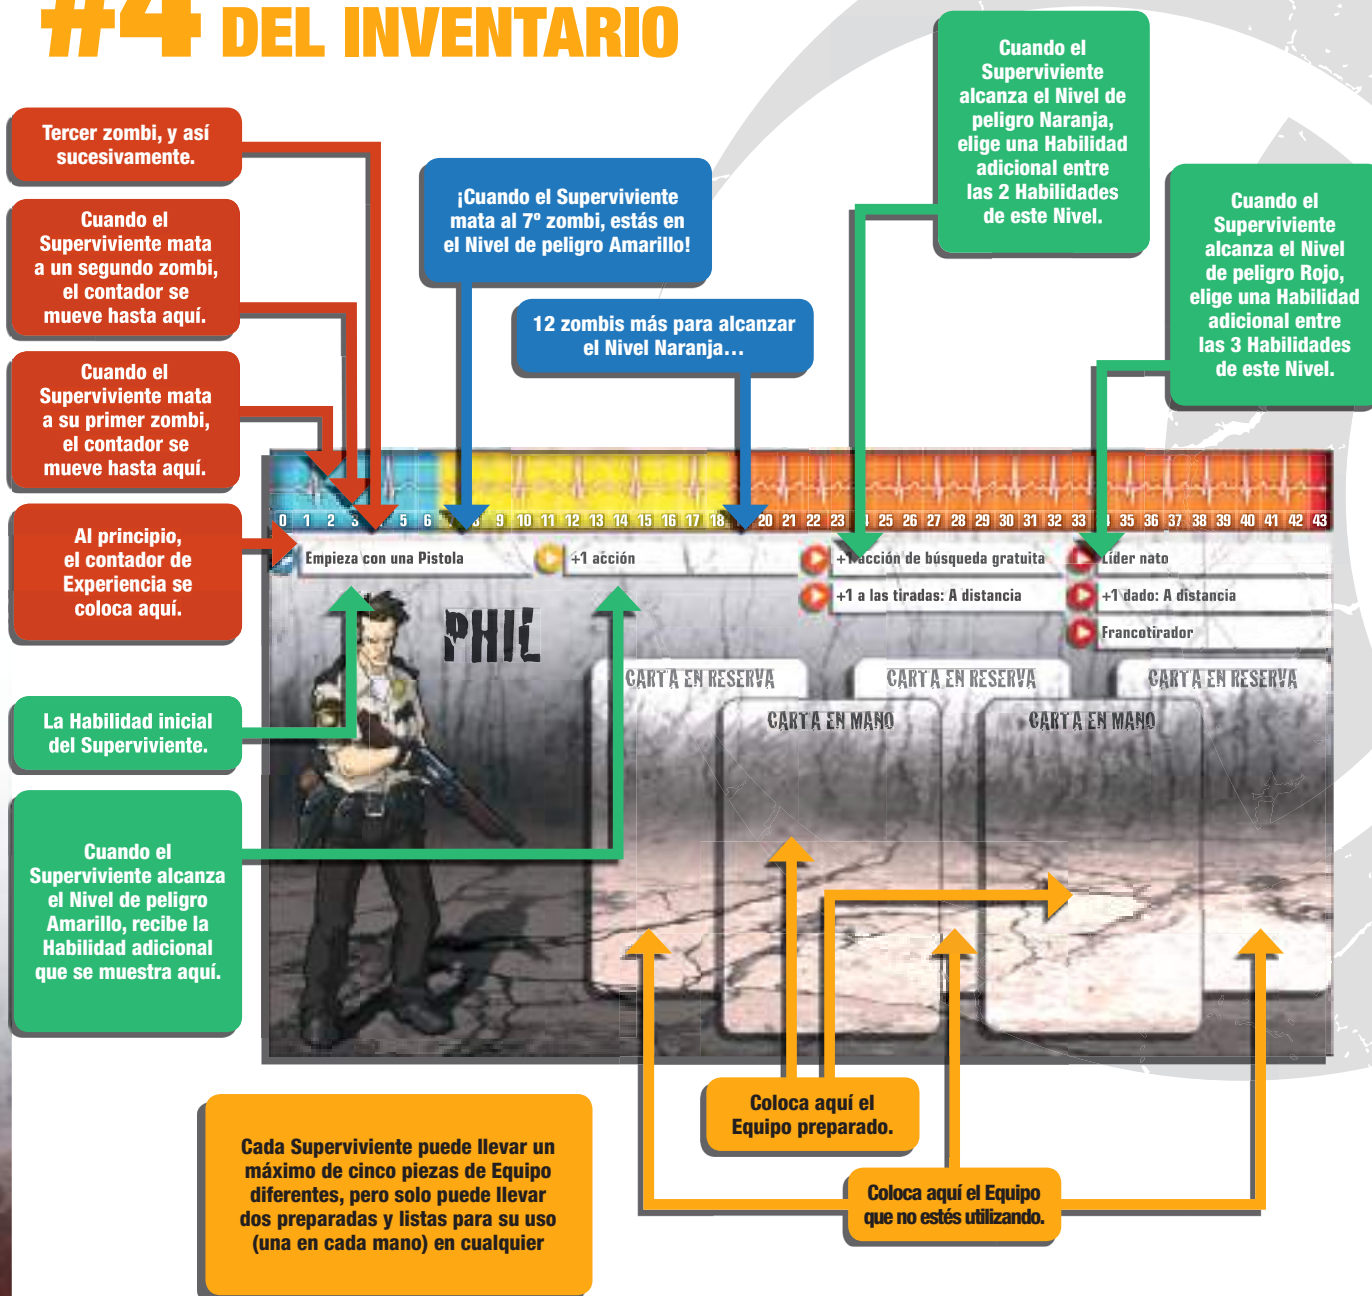 #4 DEL INVENTARIO
Tercer zombi, y así
sucesivamente.
Cuando el
Superviviente mata
a un segundo zombi,
el contador se
mueve hasta aquí.
Cuando el
Superviviente mata
a su primer zombi,
el contador se
mueve hasta aquí.
Al principio,
el contador de
Experiencia se
coloca aquí.
La Habilidad inicial
del Superviviente.
Cuando el
Superviviente alcanza
el Nivel de peligro
Amarillo, recibe la
Habilidad adicional
que se muestra aquí.
¡Cuando el Superviviente
mata al 7º zombi, estás en
el Nivel de peligro Amarillo!
12 zombis más para alcanzar
el Nivel Naranja…
Cuando el
Superviviente
alcanza el Nivel de
peligro Naranja,
elige una Habilidad
adicional entre
las 2 Habilidades
de este Nivel.
Cuando el
Superviviente
alcanza el Nivel
de peligro Rojo,
elige una Habilidad
adicional entre
las 3 Habilidades
de este Nivel.
0 1 2 3 5 6 8 9 10 11 12 13 14 15 16 17 18 20 21 22 23 25 26 27 28 29 30 31 32 33 35 36 37 38 39 40 41 42 43
Empieza con una Pistola
+1 acción
+1 acción de búsqueda gratuita
Líder nato
+1 a las tiradas: A distancia
+1 dado: A distancia
Francotirador
PHIL
CARTA EN RESERVA
CARTA EN RESERVA
CARTA EN RESERVA
CARTA EN MANO
CARTA EN MANO
Coloca aquí el
Equipo preparado.
Coloca aquí el Equipo
que no estés utilizando.
Cada Superviviente puede llevar un
máximo de cinco piezas de Equipo
diferentes, pero solo puede llevar
dos preparadas y listas para su uso
(una en cada mano) en cualquier